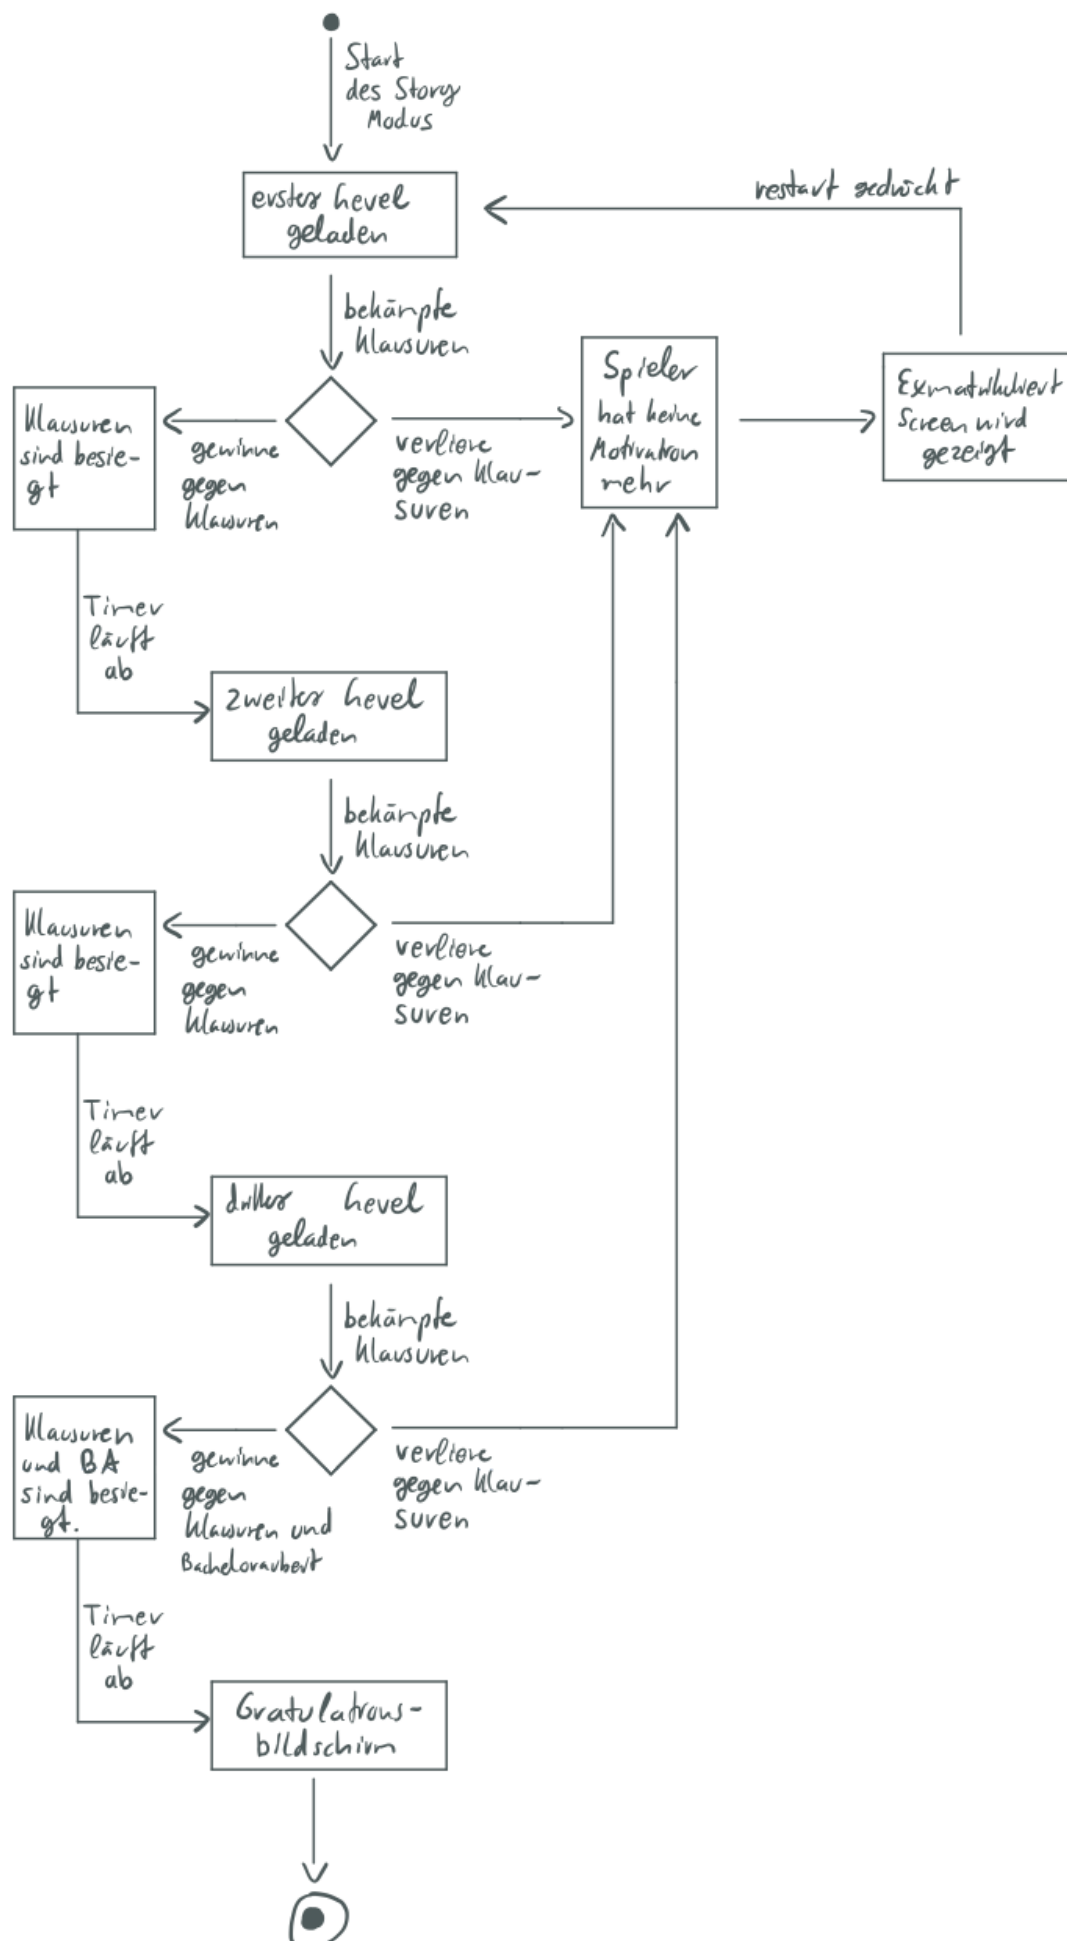 Start
des Story
Modus
restart gedrückt
erster Level
geladen
bekämpfe
Klausuren
Spieler
hat keine
Motivation
mehr
Exmatrikuliert
Screen wird
gezeigt
Klausuren
sind besie-
gt
gewinne
gegen
Klausuren
verliere
gegen Klau-
suren
Timer
läuft
ab
zweiter Level
geladen
bekämpfe
Klausuren
Klausuren
sind besie-
gt
gewinne
gegen
Klausuren
verliere
gegen Klau-
suren
Timer
läuft
ab
dritter Level
geladen
bekämpfe
Klausuren
Klausuren
und BA
sind besie-
gt.
gewinne
gegen
Klausuren und
Bachelorarbeit
verliere
gegen Klau-
suren
Timer
läuft
ab
Gratulations-
bildschirm